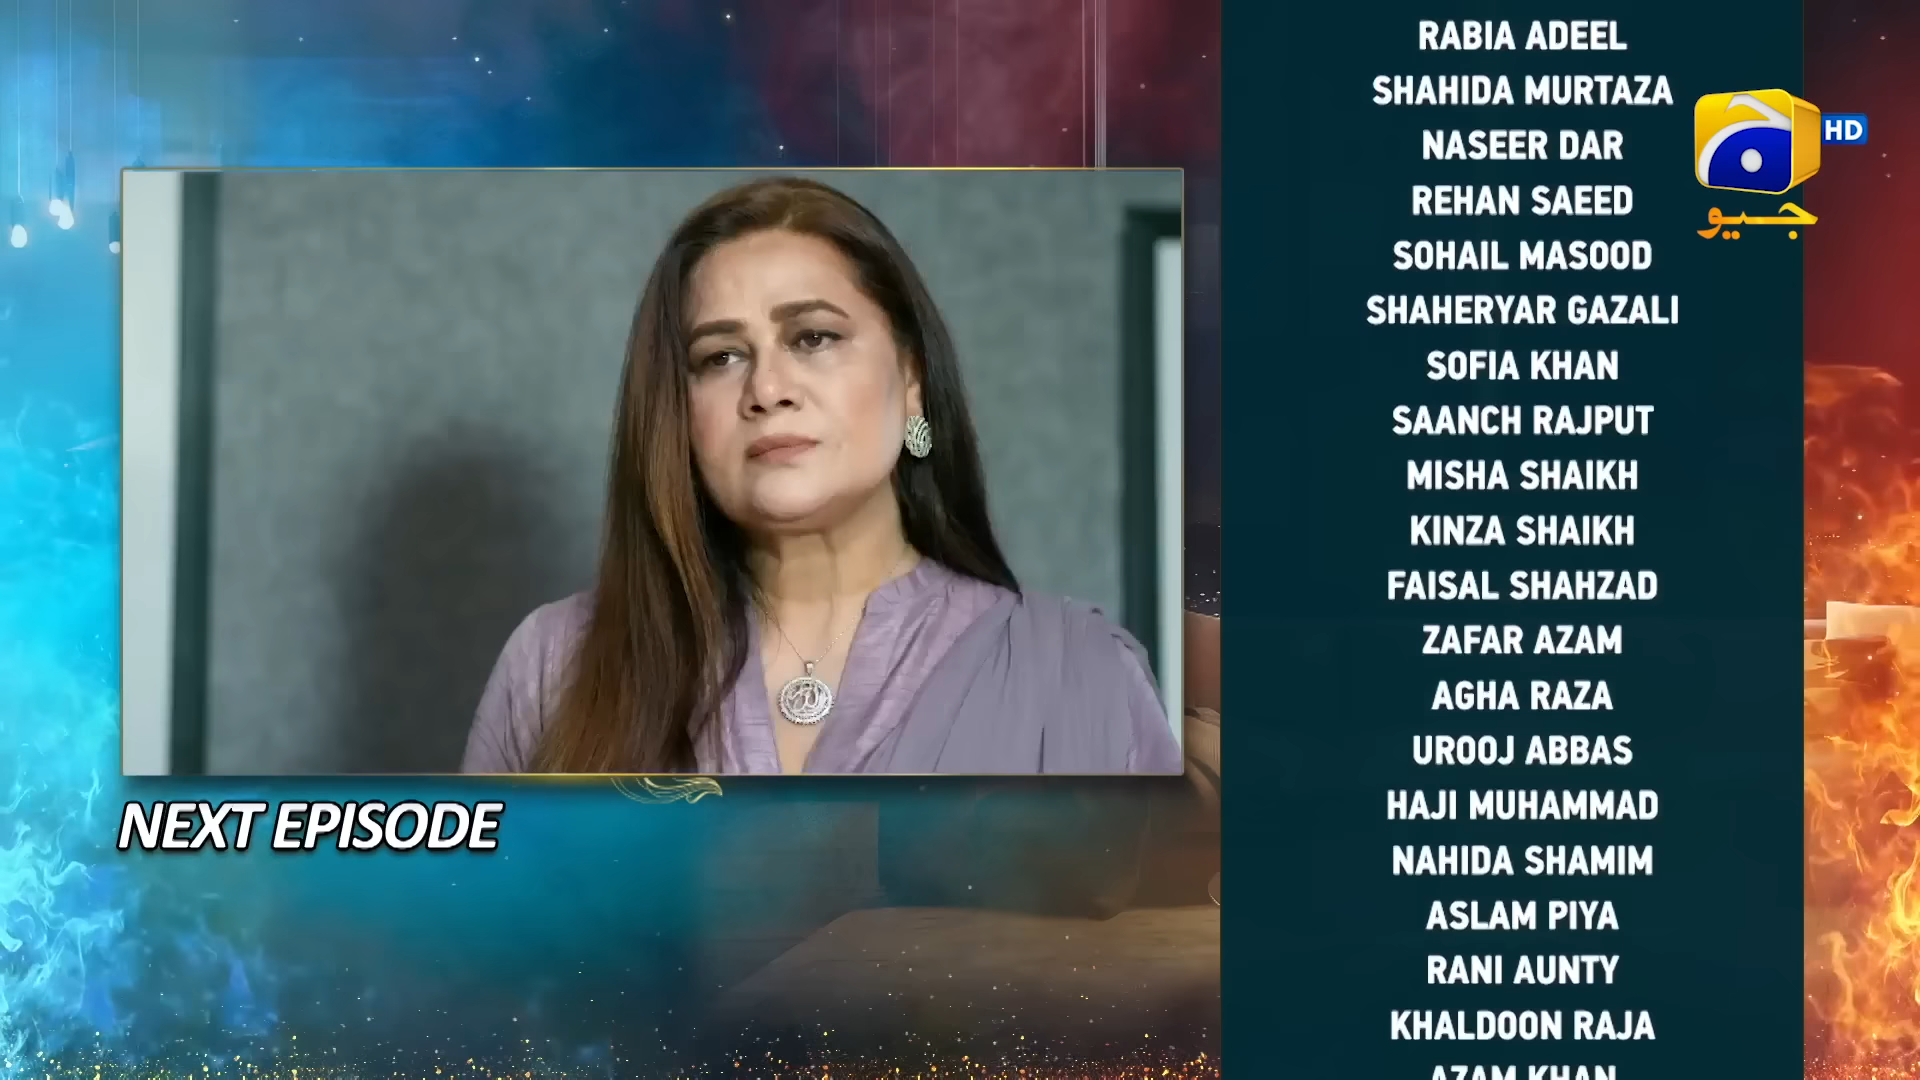 RABIA ADEEL
SHAHIDA MURTAZA
NASEER DAR
REHAN SAEED
SOHAIL MASOOD
SHAHERYAR GAZALI
SOFIA KHAN
SAANCH RAJPUT
MISHA SHAIKH
KINZA SHAIKH
FAISAL SHAHZAD
ZAFAR AZAM
AGHA RAZA
UROOJ ABBAS
HAJI MUHAMMAD
NAHIDA SHAMIM
ASLAM PIYA
RANI AUNTY
KHALDOON RAJA
AZAM KHAN
HD
جیو
NEXT EPISODE